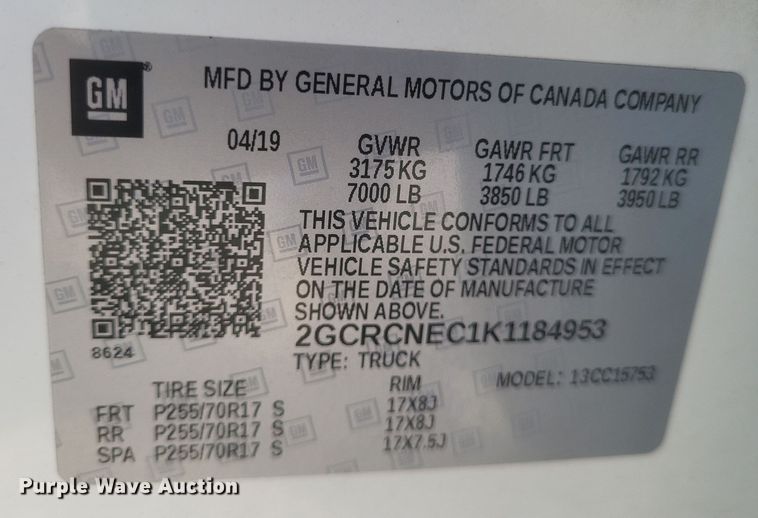 GM
MFD BY GENERAL MOTORS OF CANADA COMPANY
04/19 GVWR GAWR FRT GAWR RR
3175 KG 1746 KG 1792 KG
7000 LB 3850 LB 3950 LB
THIS VEHICLE CONFORMS TO ALL
APPLICABLE U.S. FEDERAL MOTOR
VEHICLE SAFETY STANDARDS IN EFFECT
ON THE DATE OF MANUFACTURE
SHOWN ABOVE.
2GCRCNEC1K1184953
8624
TYPE: TRUCK MODEL: 13CC15753
TIRE SIZE RIM
FRT P255/70R17 S 17X8J
RR P255/70R17 S 17X8J
SPA P255/70R17 S 17X7.5J
Purple Wave Auction